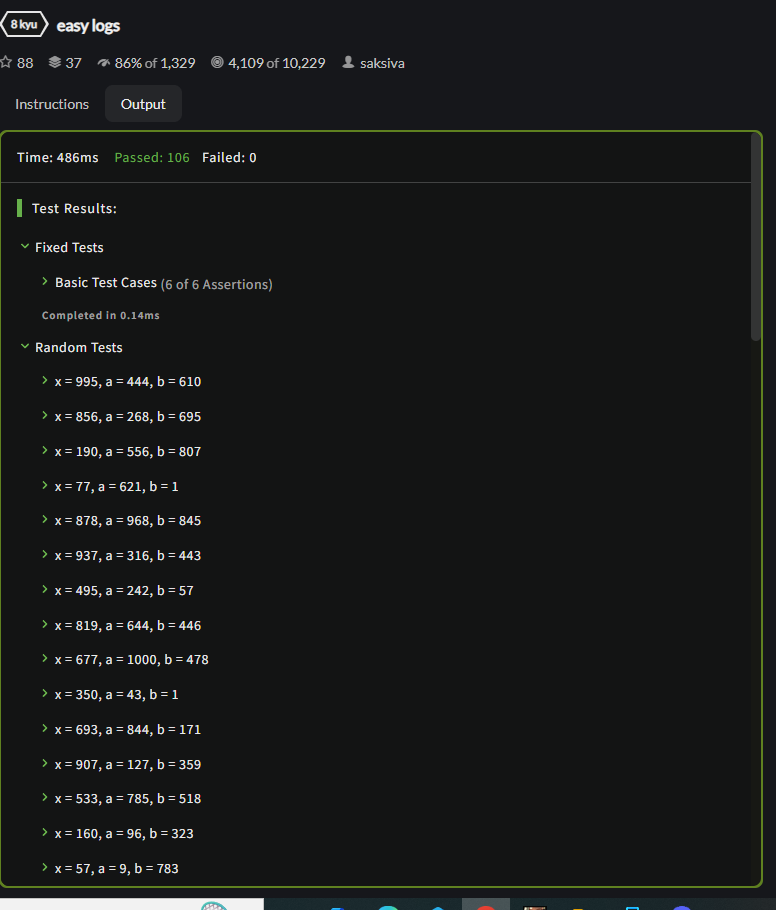 8 kyu easy logs
88 37 86% of 1,329 4,109 of 10,229 saksiva
Instructions Output
Time: 486ms Passed: 106 Failed: 0
Test Results:
Fixed Tests
Basic Test Cases (6 of 6 Assertions)
Completed in 0.14ms
Random Tests
x = 995, a = 444, b = 610
x = 856, a = 268, b = 695
x = 190, a = 556, b = 807
x = 77, a = 621, b = 1
x = 878, a = 968, b = 845
x = 937, a = 316, b = 443
x = 495, a = 242, b = 57
x = 819, a = 644, b = 446
x = 677, a = 1000, b = 478
x = 350, a = 43, b = 1
x = 693, a = 844, b = 171
x = 907, a = 127, b = 359
x = 533, a = 785, b = 518
x = 160, a = 96, b = 323
x = 57, a = 9, b = 783